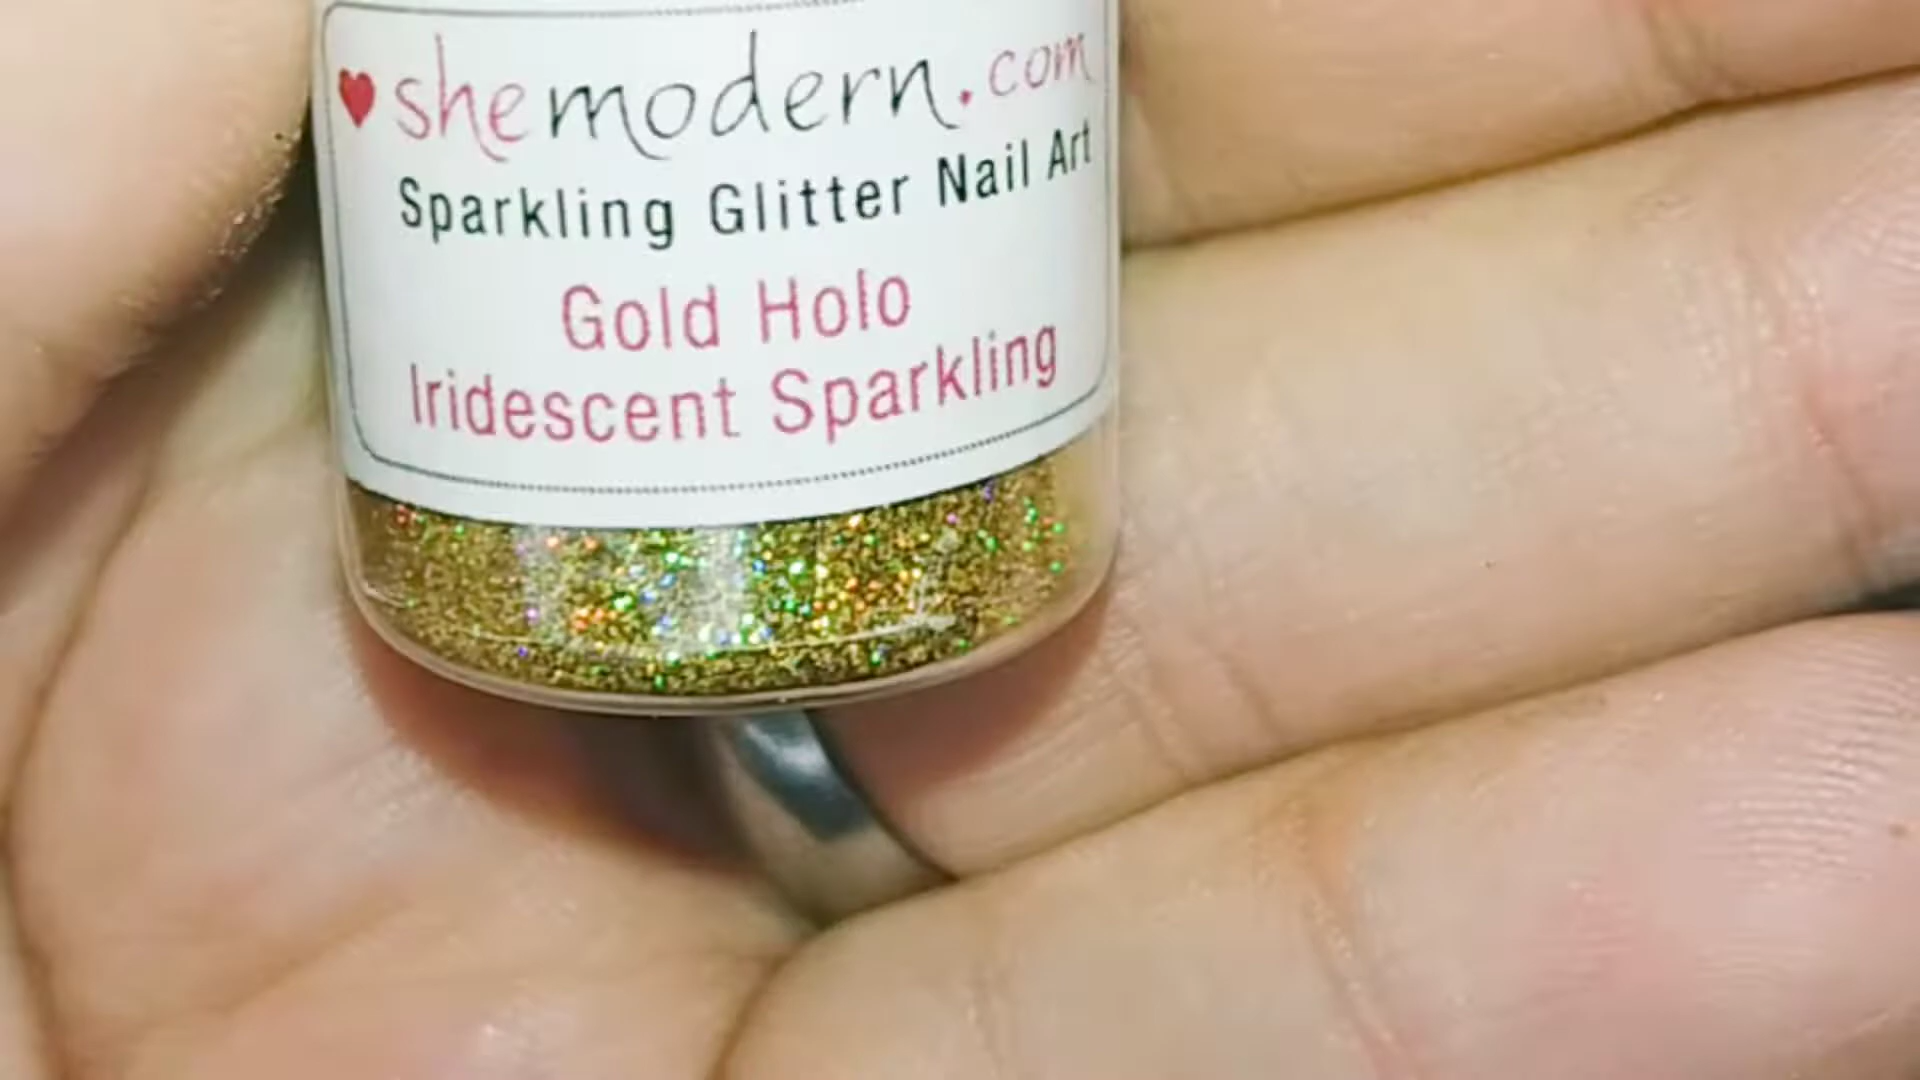 shemodern.com
Sparkling Glitter Nail Art
Gold Holo
Iridescent Sparkling